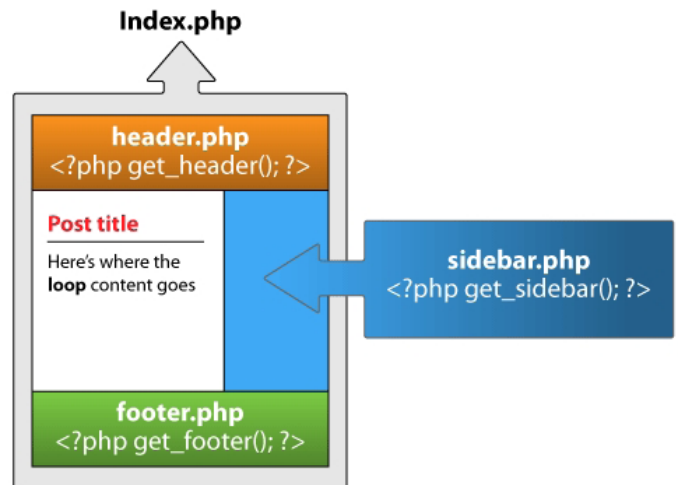 Index.php
header.php
<?php get_header(); ?>
Post title
Here's where the
loop content goes
sidebar.php
<?php get_sidebar(); ?>
footer.php
<?php get_footer(); ?>